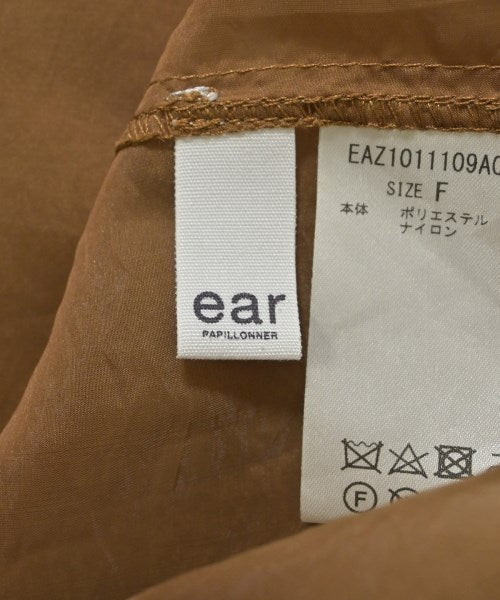 ear
PAPILLONNER
EAZ1011109A
SIZE F
本体 ポリエステル
ナイロン
F